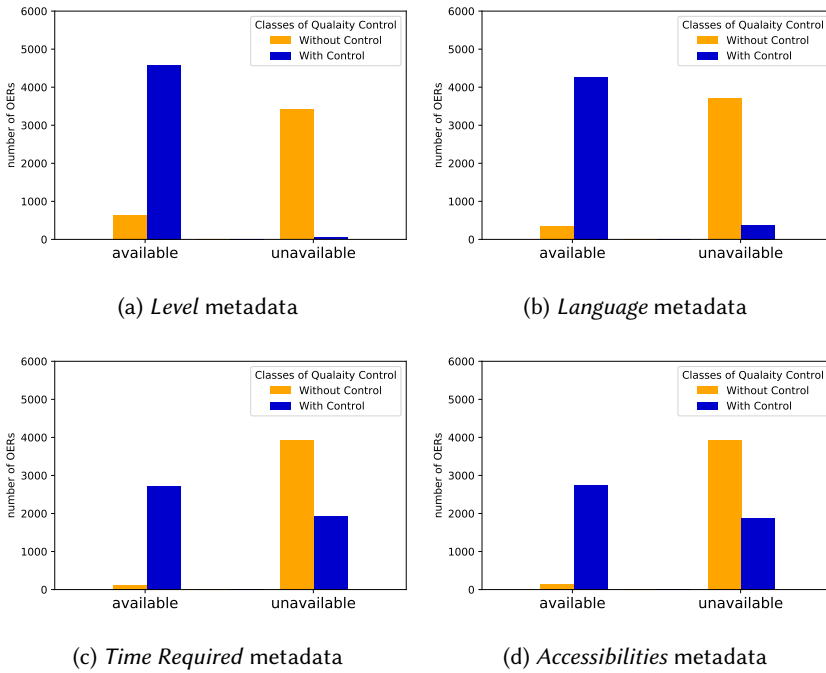 6000
5000
4000
3000
2000
1000
0
number of OERs
Classes of Qualaity Control
Without Control
With Control
available
unavailable
(a) Level metadata
6000
5000
4000
3000
2000
1000
0
number of OERs
Classes of Qualaity Control
Without Control
With Control
available
unavailable
(b) Language metadata
6000
5000
4000
3000
2000
1000
0
number of OERs
Classes of Qualaity Control
Without Control
With Control
available
unavailable
(c) Time Required metadata
6000
5000
4000
3000
2000
1000
0
number of OERs
Classes of Qualaity Control
Without Control
With Control
available
unavailable
(d) Accessibilities metadata